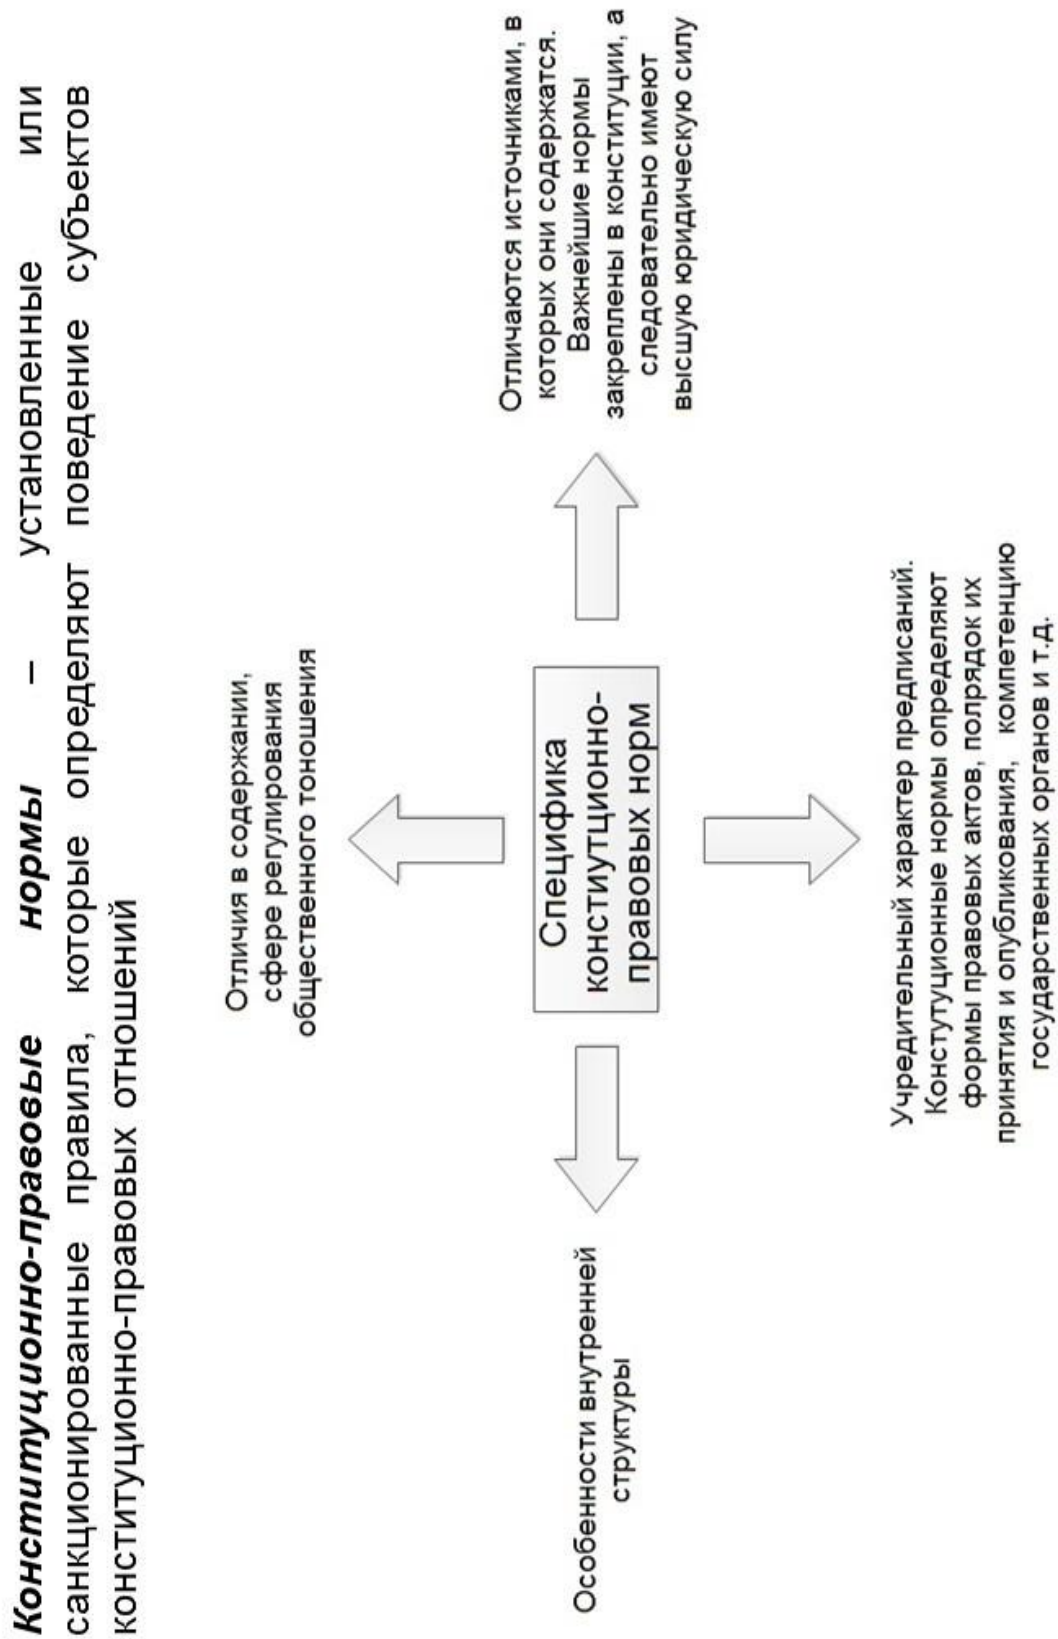 Конституционно-правовые нормы – установленные или
санкционированные правила, которые определяют поведение субъектов
конституционно-правовых отношений
Отличия в содержании,
сфере регулирования
общественного тоношения
Особенности внутренней
структуры
Специфика
констиутционно-
правовых норм
Отличаются источниками, в
которых они содержатся.
Важнейшие нормы
закреплены в конституции, а
следовательно имеют
высшую юридическую силу
Учредительный характер предписаний.
Констутуционные нормы определяют
формы правовых актов, полрядок их
принятия и опубликования, компетенцию
государственных органов и т.д.